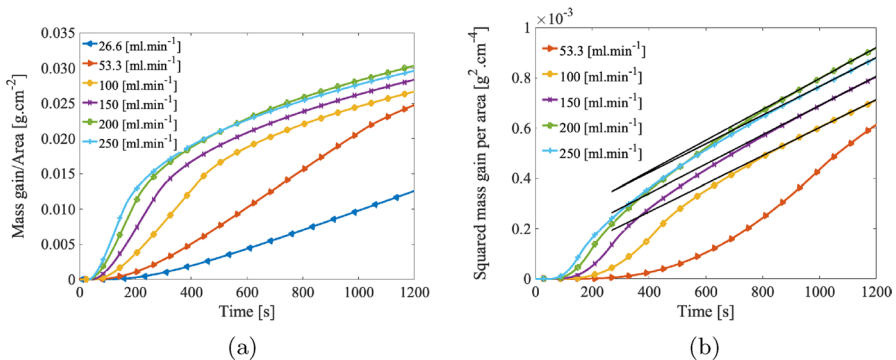 0.035
0.03
0.025
0.02
0.015
0.01
0.005
0
0 200 400 600 800 1000 1200
Mass gain/Area [g.cm⁻²]
Time [s]
26.6 [ml.min⁻¹]
53.3 [ml.min⁻¹]
100 [ml.min⁻¹]
150 [ml.min⁻¹]
200 [ml.min⁻¹]
250 [ml.min⁻¹]
(a)
1 ×10⁻³
0.8
0.6
0.4
0.2
0
0 200 400 600 800 1000 1200
Squared mass gain per area [g².cm⁻⁴]
Time [s]
53.3 [ml.min⁻¹]
100 [ml.min⁻¹]
150 [ml.min⁻¹]
200 [ml.min⁻¹]
250 [ml.min⁻¹]
(b)